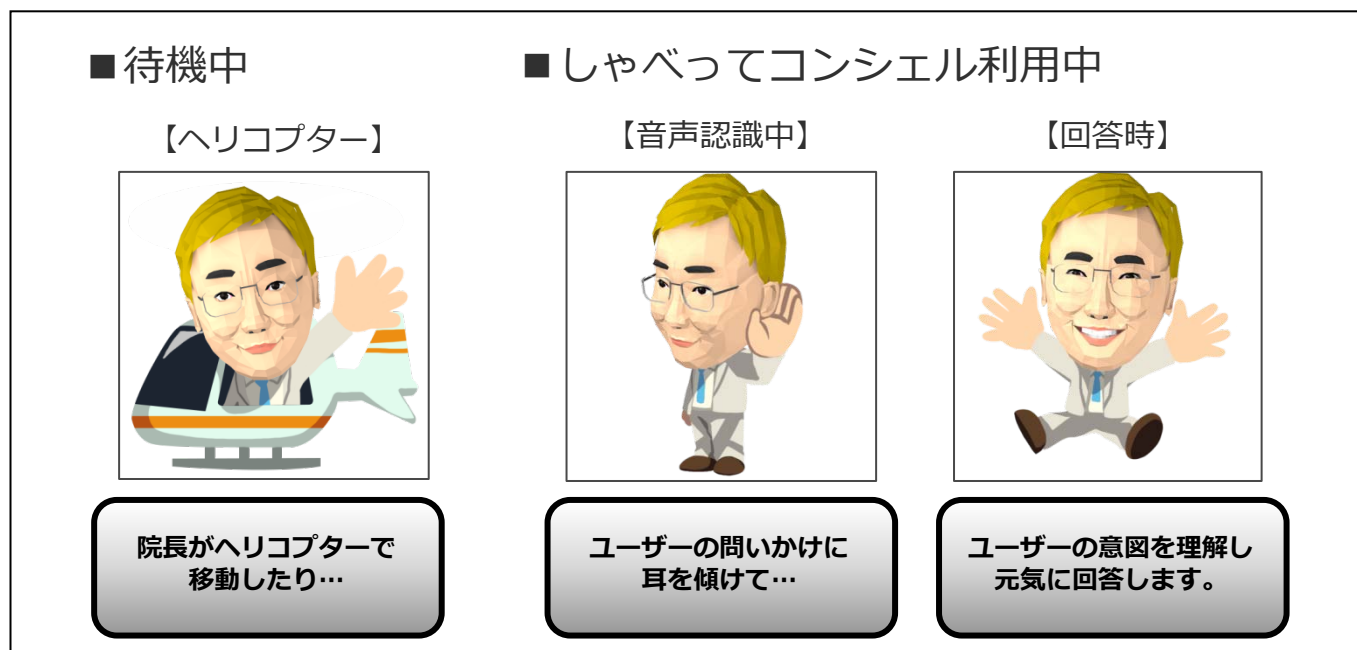 ■待機中
■しゃべってコンシェル利用中
【ヘリコプター】
【音声認識中】
【回答時】
院長がヘリコプターで
移動したり…
ユーザーの問いかけに
耳を傾けて…
ユーザーの意図を理解し
元気に回答します。